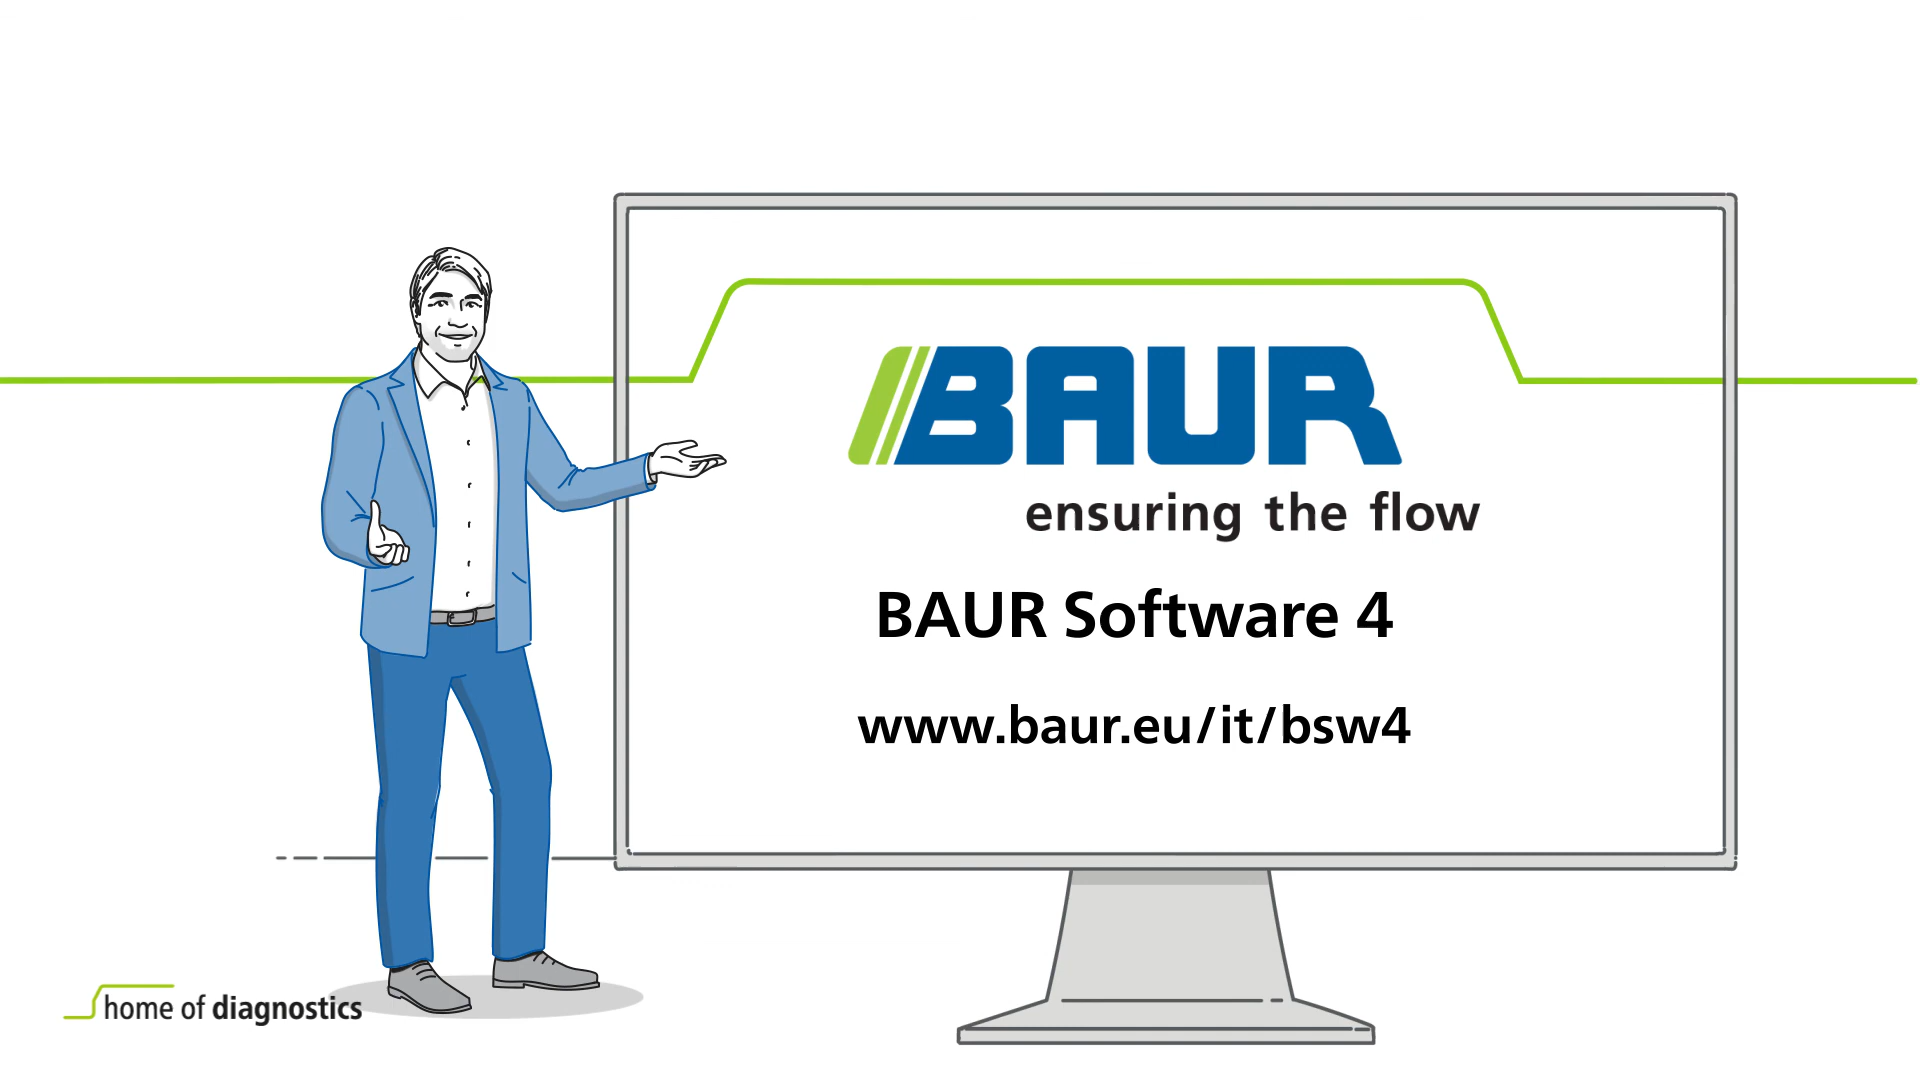 BAUR
ensuring the flow
BAUR Software 4
www.baur.eu/it/bsw4
home of diagnostics